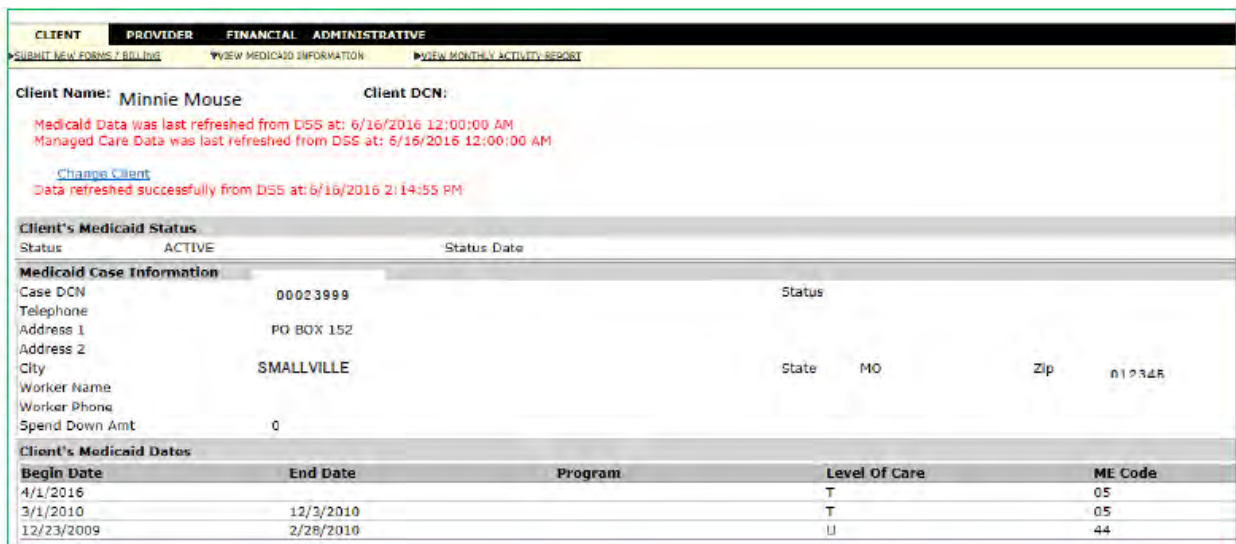 CLIENT PROVIDER FINANCIAL ADMINISTRATIVE
SUBMIT NEW FORMS / BILLING VIEW MEDICAID INFORMATION VIEW MONTHLY ACTIVITY REPORT
Client Name: Minnie Mouse Client DCN:
Medicaid Data was last refreshed from DSS at: 6/16/2016 12:00:00 AM
Managed Care Data was last refreshed from DSS at: 6/16/2016 12:00:00 AM
Change Client
Data refreshed successfully from DSS at: 6/16/2016 2:14:55 PM
Client's Medicaid Status
Status ACTIVE Status Date
Medicaid Case Information
Case DCN 00023999 Status
Telephone
Address 1 PO BOX 152
Address 2
City SMALLVILLE State MO Zip 012345
Worker Name
Worker Phone
Spend Down Amt 0
Client's Medicaid Dates
Begin Date End Date Program Level Of Care ME Code
4/1/2016 T 05
3/1/2010 12/3/2010 T 05
12/23/2009 2/28/2010 U 44